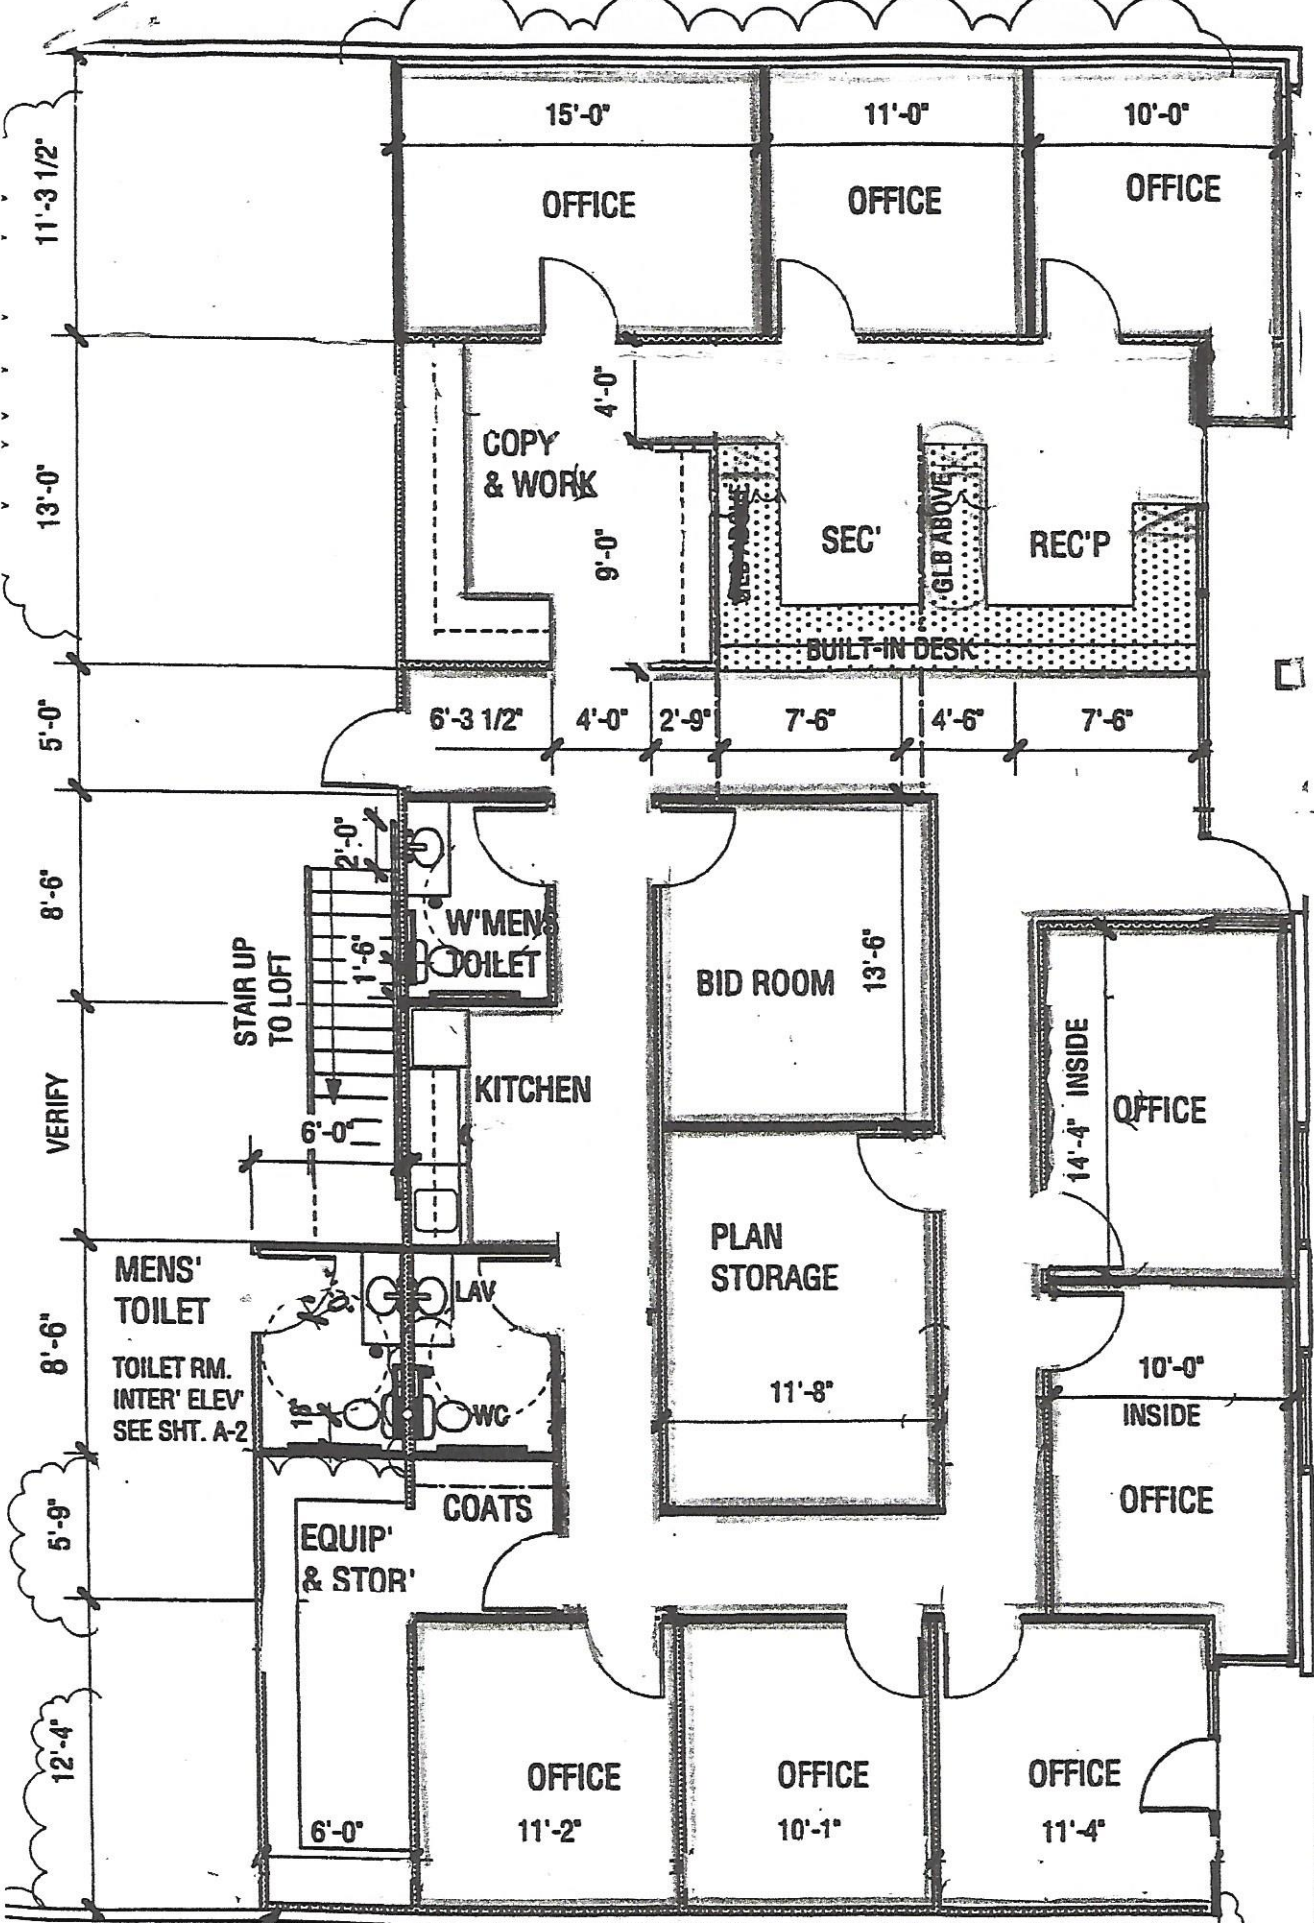 15'-0"
11'-0"
10'-0"
11'-3 1/2"
OFFICE
OFFICE
OFFICE
4'-0"
COPY
& WORK
13'-0"
9'-0"
SEC'
GLB ABOVE
REC'P
BUILT-IN DESK
5'-0"
6'-3 1/2"
4'-0"
2'-9"
7'-6"
4'-6"
7'-6"
2'-0"
8'-6"
W'MENS
TOILET
1'-6"
STAIR UP
TO LOFT
BID ROOM
13'-6"
VERIFY
KITCHEN
14'-4" INSIDE
OFFICE
6'-0"
PLAN
STORAGE
MENS'
TOILET
LAV
8'-6"
TOILET RM.
INTER' ELEV'
SEE SHT. A-2
11'-8"
10'-0"
INSIDE
18"
WC
COATS
OFFICE
5'-9"
EQUIP'
& STOR'
12'-4"
OFFICE
OFFICE
OFFICE
6'-0"
11'-2"
10'-1"
11'-4"